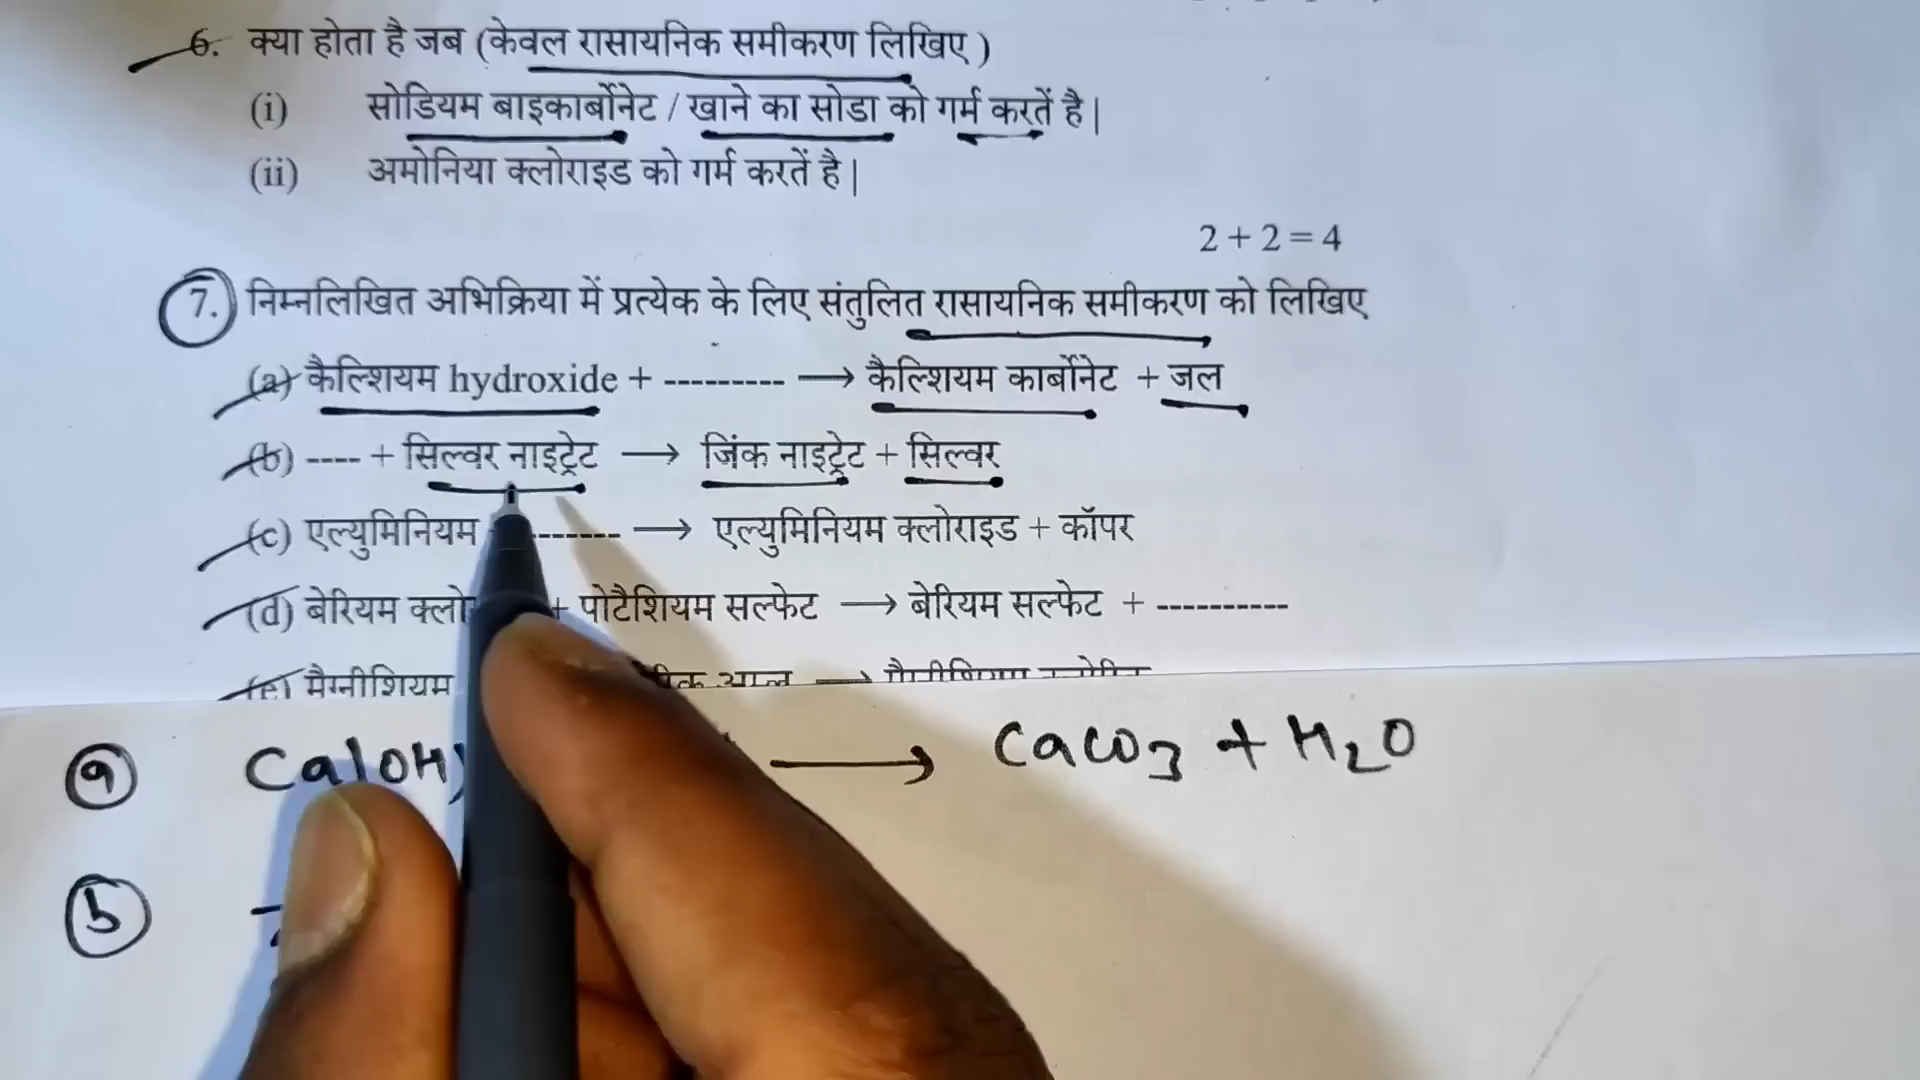 6. क्या होता है जब (केवल रासायनिक समीकरण लिखिए )
(i) सोडियम बाइकार्बोनेट / खाने का सोडा को गर्म करतें है|
(ii) अमोनिया क्लोराइड को गर्म करतें है|
2 + 2 = 4
7. निम्नलिखित अभिक्रिया में प्रत्येक के लिए संतुलित रासायनिक समीकरण को लिखिए
(a) कैल्शियम hydroxide + --------- → कैल्शियम कार्बोनेट + जल
(b) ---- + सिल्वर नाइट्रेट → जिंक नाइट्रेट + सिल्वर
(c) एल्युमिनियम -------- → एल्युमिनियम क्लोराइड + कॉपर
(d) बेरियम क्लो + पोटैशियम सल्फेट → बेरियम सल्फेट + ----------
(e) मैग्नीशियम →
(a) Ca(OH) → CaCO3 + H2O
(b)